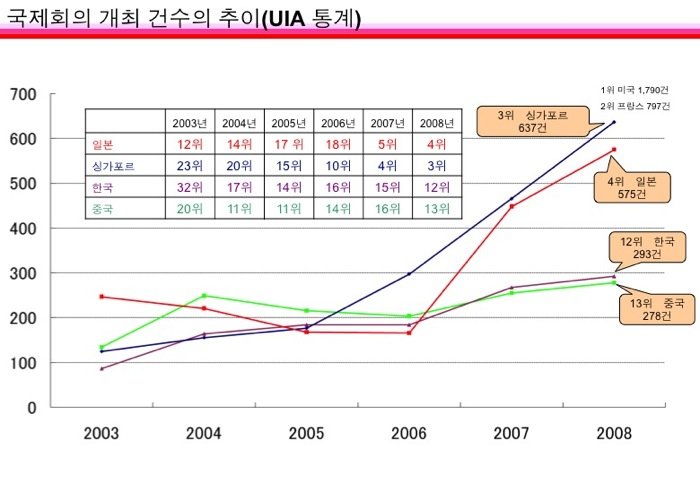 국제회의 개최 건수의 추이(UIA 통계)
1위 미국 1,790건
2위 프랑스 797건
700
600
500
400
300
200
100
0
2003년 2004년 2005년 2006년 2007년 2008년
일본 12위 14위 17 위 18위 5위 4위
싱가포르 23위 20위 15위 10위 4위 3위
한국 32위 17위 14위 16위 15위 12위
중국 20위 11위 11위 14위 16위 13위
3위 싱가포르
637건
4위 일본
575건
12위 한국
293건
13위 중국
278건
2003 2004 2005 2006 2007 2008